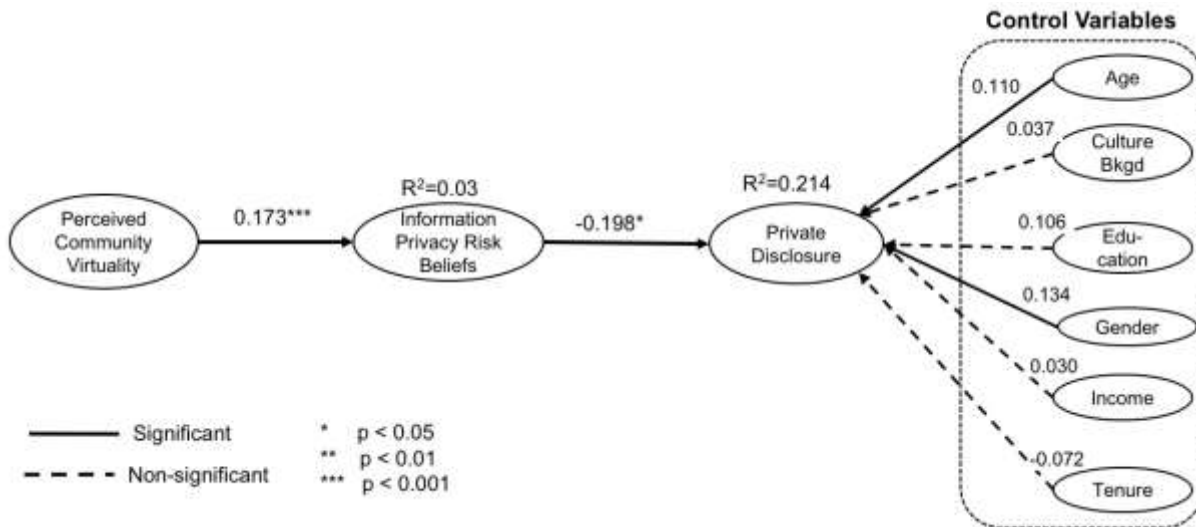 Control Variables
Age
0.110
0.037
Culture
Bkgd
R²=0.03
R²=0.214
Perceived
Community
Virtuality
0.173***
Information
Privacy Risk
Beliefs
-0.198*
Private
Disclosure
0.106
Edu-
cation
0.134
Gender
0.030
Income
-0.072
Tenure
Significant
Non-significant
* p < 0.05
** p < 0.01
*** p < 0.001